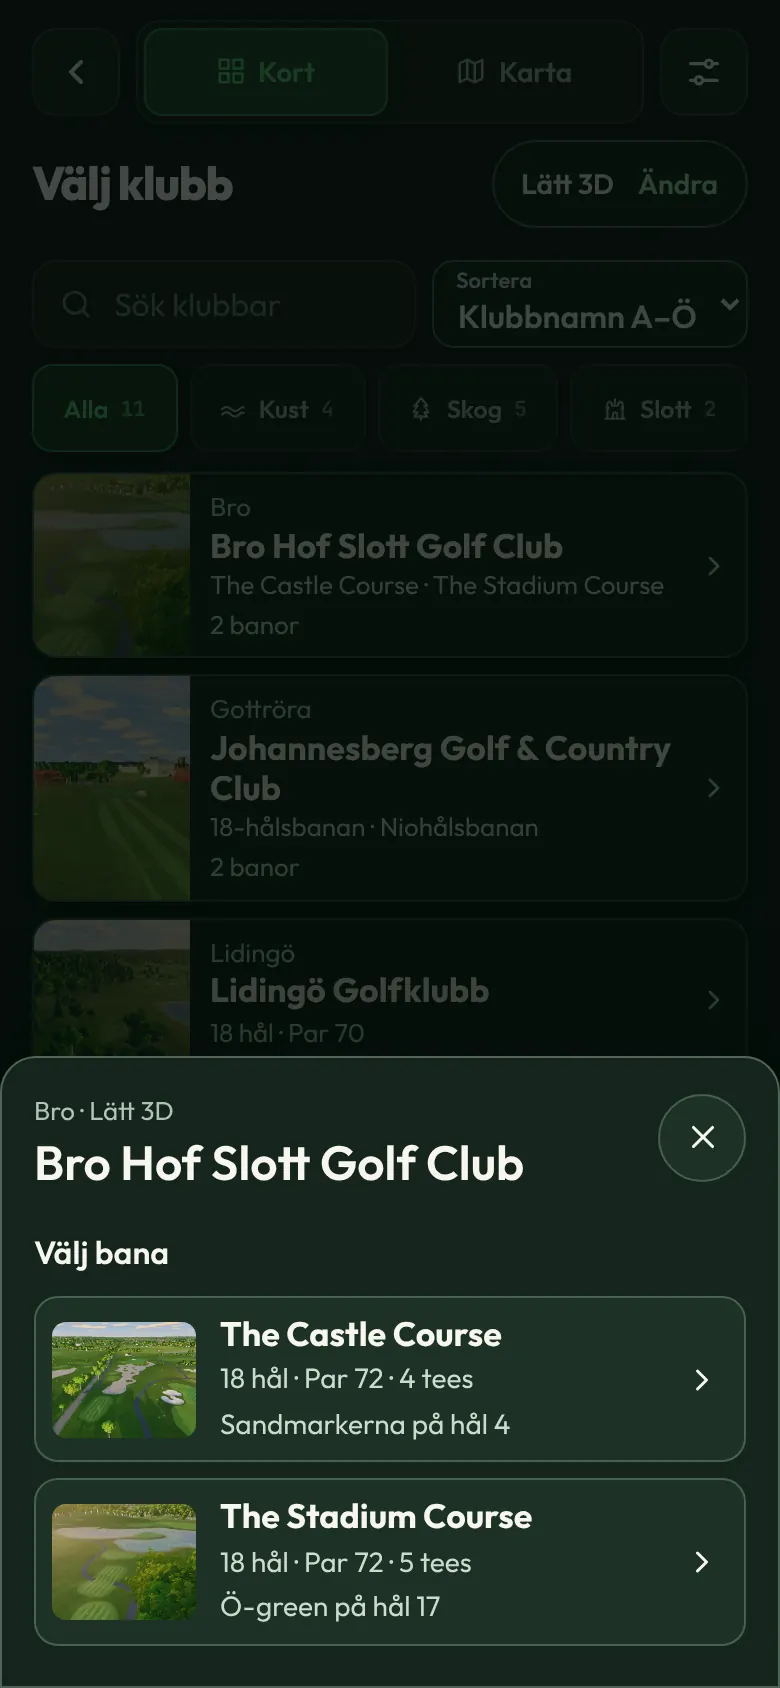 Kort
Karta
Välj klubb
Lätt 3D Ändra
Sök klubbar
Sortera
Klubbnamn A–Ö
Alla 11
Kust 4
Skog 5
Slott 2
Bro
Bro Hof Slott Golf Club
The Castle Course · The Stadium Course
2 banor
Gottröra
Johannesberg Golf & Country
Club
18-hålsbanan · Niohålsbanan
2 banor
Lidingö
Lidingö Golfklubb
18 hål · Par 70
Bro · Lätt 3D
Bro Hof Slott Golf Club
Välj bana
The Castle Course
18 hål · Par 72 · 4 tees
Sandmarkerna på hål 4
The Stadium Course
18 hål · Par 72 · 5 tees
Ö-green på hål 17